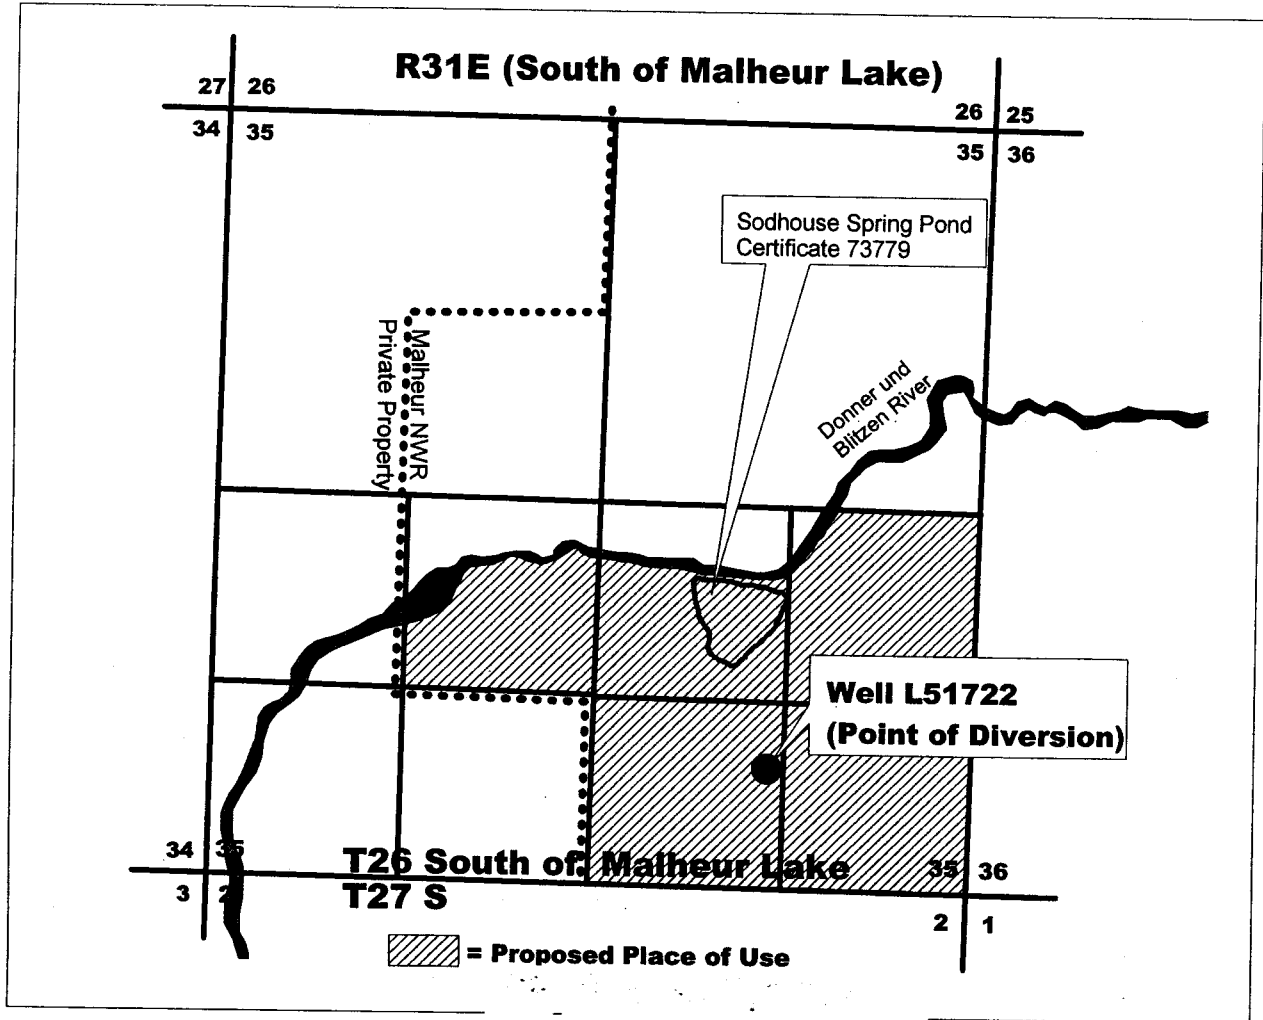 R31E (South of Malheur Lake)
27 26
34 35
26 25
35 36
Sodhouse Spring Pond
Certificate 73779
Malheur NWR
Private Property
Donner und
Blitzen River
Well L51722
(Point of Diversion)
34 35
3 2
T26 South of Malheur Lake
T27 S
35 36
2 1
= Proposed Place of Use